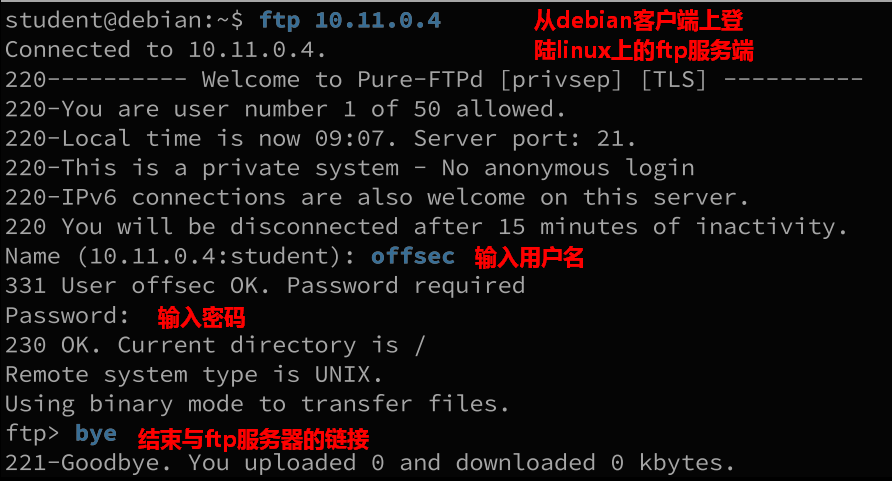 student@debian:~$ ftp 10.11.0.4 从debian客户端上登
Connected to 10.11.0.4. 陆linux上的ftp服务端
220---------- Welcome to Pure-FTPd [privsep] [TLS] ----------
220-You are user number 1 of 50 allowed.
220-Local time is now 09:07. Server port: 21.
220-This is a private system - No anonymous login
220-IPv6 connections are also welcome on this server.
220 You will be disconnected after 15 minutes of inactivity.
Name (10.11.0.4:student): offsec 输入用户名
331 User offsec OK. Password required
Password: 输入密码
230 OK. Current directory is /
Remote system type is UNIX.
Using binary mode to transfer files.
ftp> bye 结束与ftp服务器的链接
221-Goodbye. You uploaded 0 and downloaded 0 kbytes.